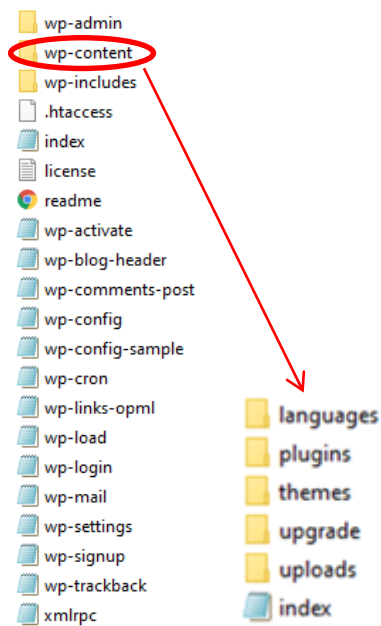 wp-admin
wp-content
wp-includes
.htaccess
index
license
readme
wp-activate
wp-blog-header
wp-comments-post
wp-config
wp-config-sample
wp-cron
wp-links-opml
wp-load
wp-login
wp-mail
wp-settings
wp-signup
wp-trackback
xmlrpc
languages
plugins
themes
upgrade
uploads
index